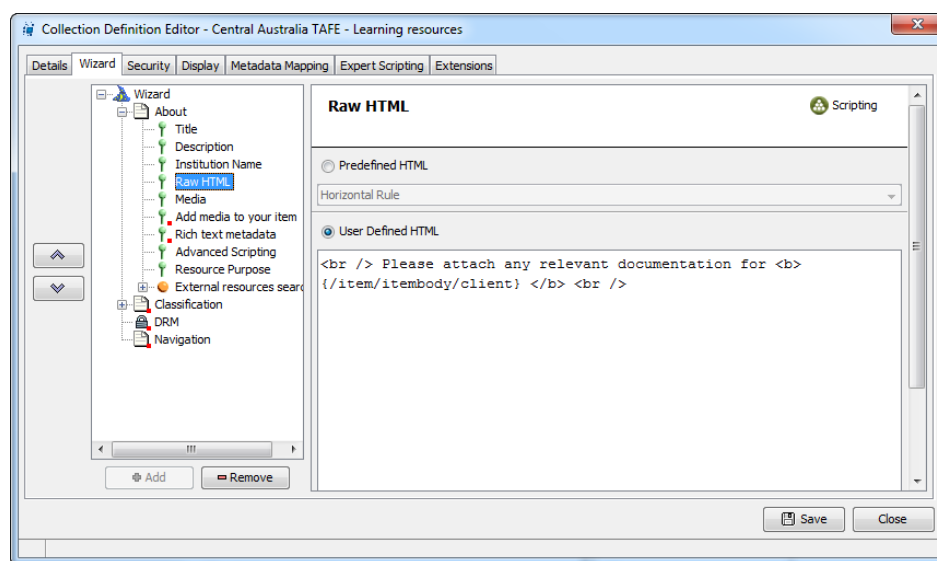 Collection Definition Editor - Central Australia TAFE - Learning resources
Details Wizard Security Display Metadata Mapping Expert Scripting Extensions
Wizard
About
Title
Description
Institution Name
Raw HTML
Media
Add media to your item
Rich text metadata
Advanced Scripting
Resource Purpose
External resources sear
Classification
DRM
Navigation
Add Remove
Raw HTML Scripting
Predefined HTML
Horizontal Rule
User Defined HTML
<br /> Please attach any relevant documentation for <b>
{/item/itembody/client} </b> <br />
Save Close